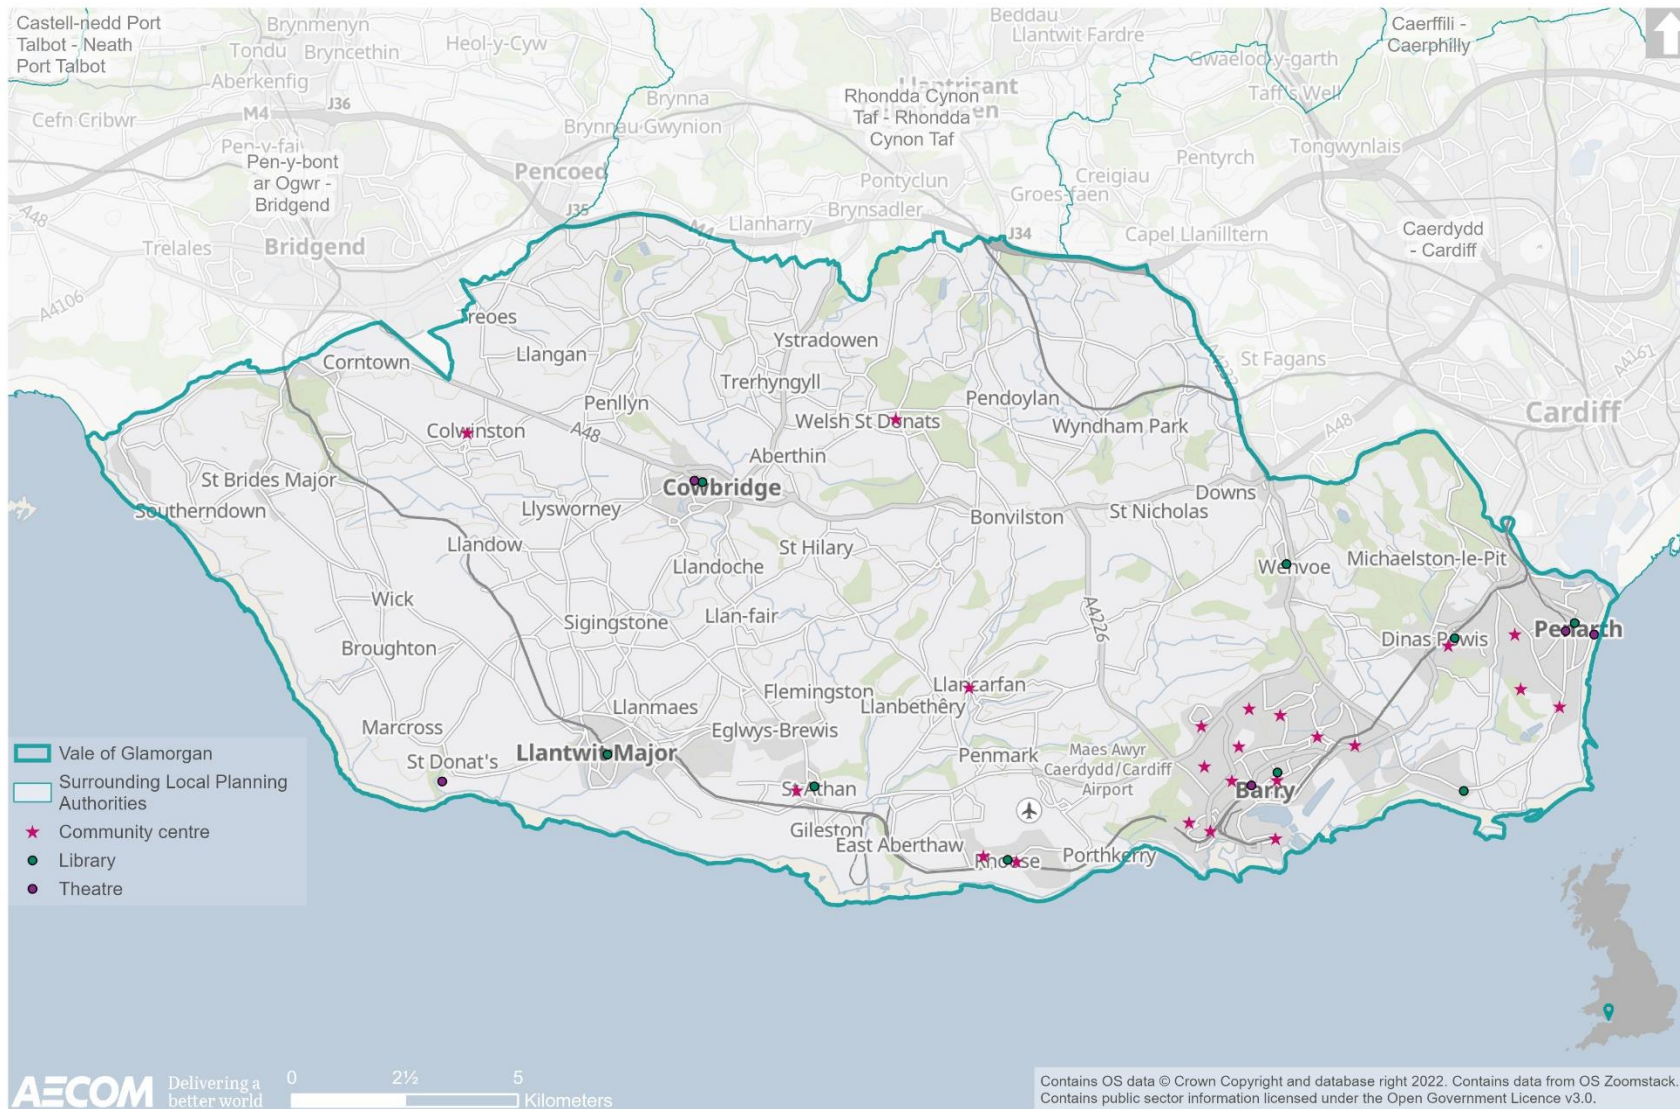 Castell-nedd Port
Talbot - Neath
Port Talbot
Brynmenyn
Tondu
Bryncethin
Aberkenfig
Heol-y-Cyw
Beddau
Llantwit Fardre
Caerffili -
Caerphilly
Gwaelod-y-garth
Taff's Well
Cefn Cribwr
M4
J36
Brynna
Brynnau Gwynion
Llantrisant
Rhondda Cynon
Taf - Rhondda
Cynon Taf
Pen-y-fai
Pen-y-bont
ar Ogwr -
Bridgend
Pencoed
Pentyrch
Tongwynlais
Creigiau
Pontyclun
Groes-faen
A48
J35
Brynsadler
Llanharry
J34
Capel Llanilltern
Caerdydd
- Cardiff
Trelales
Bridgend
A4106
A4161
St Fagans
Cardiff
A48
reoes
Corntown
Llangan
Ystradowen
Trerhyngyll
Penllyn
Pendoylan
A48
Colwinston
Welsh St Donats
Wyndham Park
Aberthin
St Brides Major
Cowbridge
Downs
Southerndown
Llysworney
Bonvilston
St Nicholas
Llandow
St Hilary
Llandoche
Wenvoe
Michaelston-le-Pit
Wick
Llan-fair
Sigingstone
A4226
Broughton
Dinas Powis
Penarth
Llanmaes
Flemingston
Llancarfan
Llanbethêry
Marcross
Eglwys-Brewis
Llantwit Major
Penmark
Maes Awyr
Caerdydd/Cardiff
Airport
St Donat's
St Athan
Barry
Gileston
East Aberthaw
Rhoose
Porthkerry
Vale of Glamorgan
Surrounding Local Planning
Authorities
Community centre
Library
Theatre
AECOM
Delivering a
better world
0 2½ 5
Kilometers
Contains OS data © Crown Copyright and database right 2022. Contains data from OS Zoomstack.
Contains public sector information licensed under the Open Government Licence v3.0.